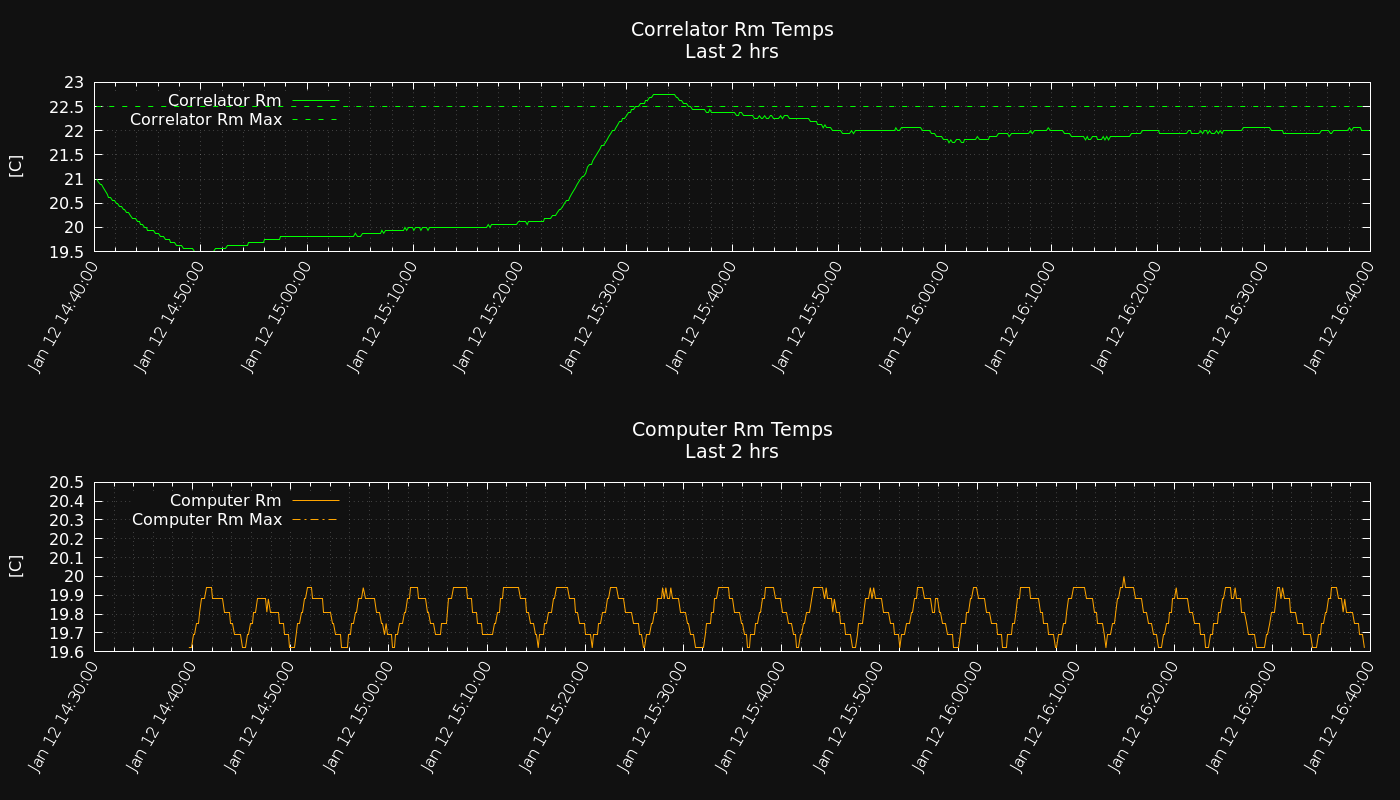 Correlator Rm Temps
Last 2 hrs
23
22.5
22
21.5
21
20.5
20
19.5
[C]
Correlator Rm
Correlator Rm Max
Jan 12 14:40:00
Jan 12 14:50:00
Jan 12 15:00:00
Jan 12 15:10:00
Jan 12 15:20:00
Jan 12 15:30:00
Jan 12 15:40:00
Jan 12 15:50:00
Jan 12 16:00:00
Jan 12 16:10:00
Jan 12 16:20:00
Jan 12 16:30:00
Jan 12 16:40:00
Computer Rm Temps
Last 2 hrs
20.5
20.4
20.3
20.2
20.1
20
19.9
19.8
19.7
19.6
[C]
Computer Rm
Computer Rm Max
Jan 12 14:30:00
Jan 12 14:40:00
Jan 12 14:50:00
Jan 12 15:00:00
Jan 12 15:10:00
Jan 12 15:20:00
Jan 12 15:30:00
Jan 12 15:40:00
Jan 12 15:50:00
Jan 12 16:00:00
Jan 12 16:10:00
Jan 12 16:20:00
Jan 12 16:30:00
Jan 12 16:40:00